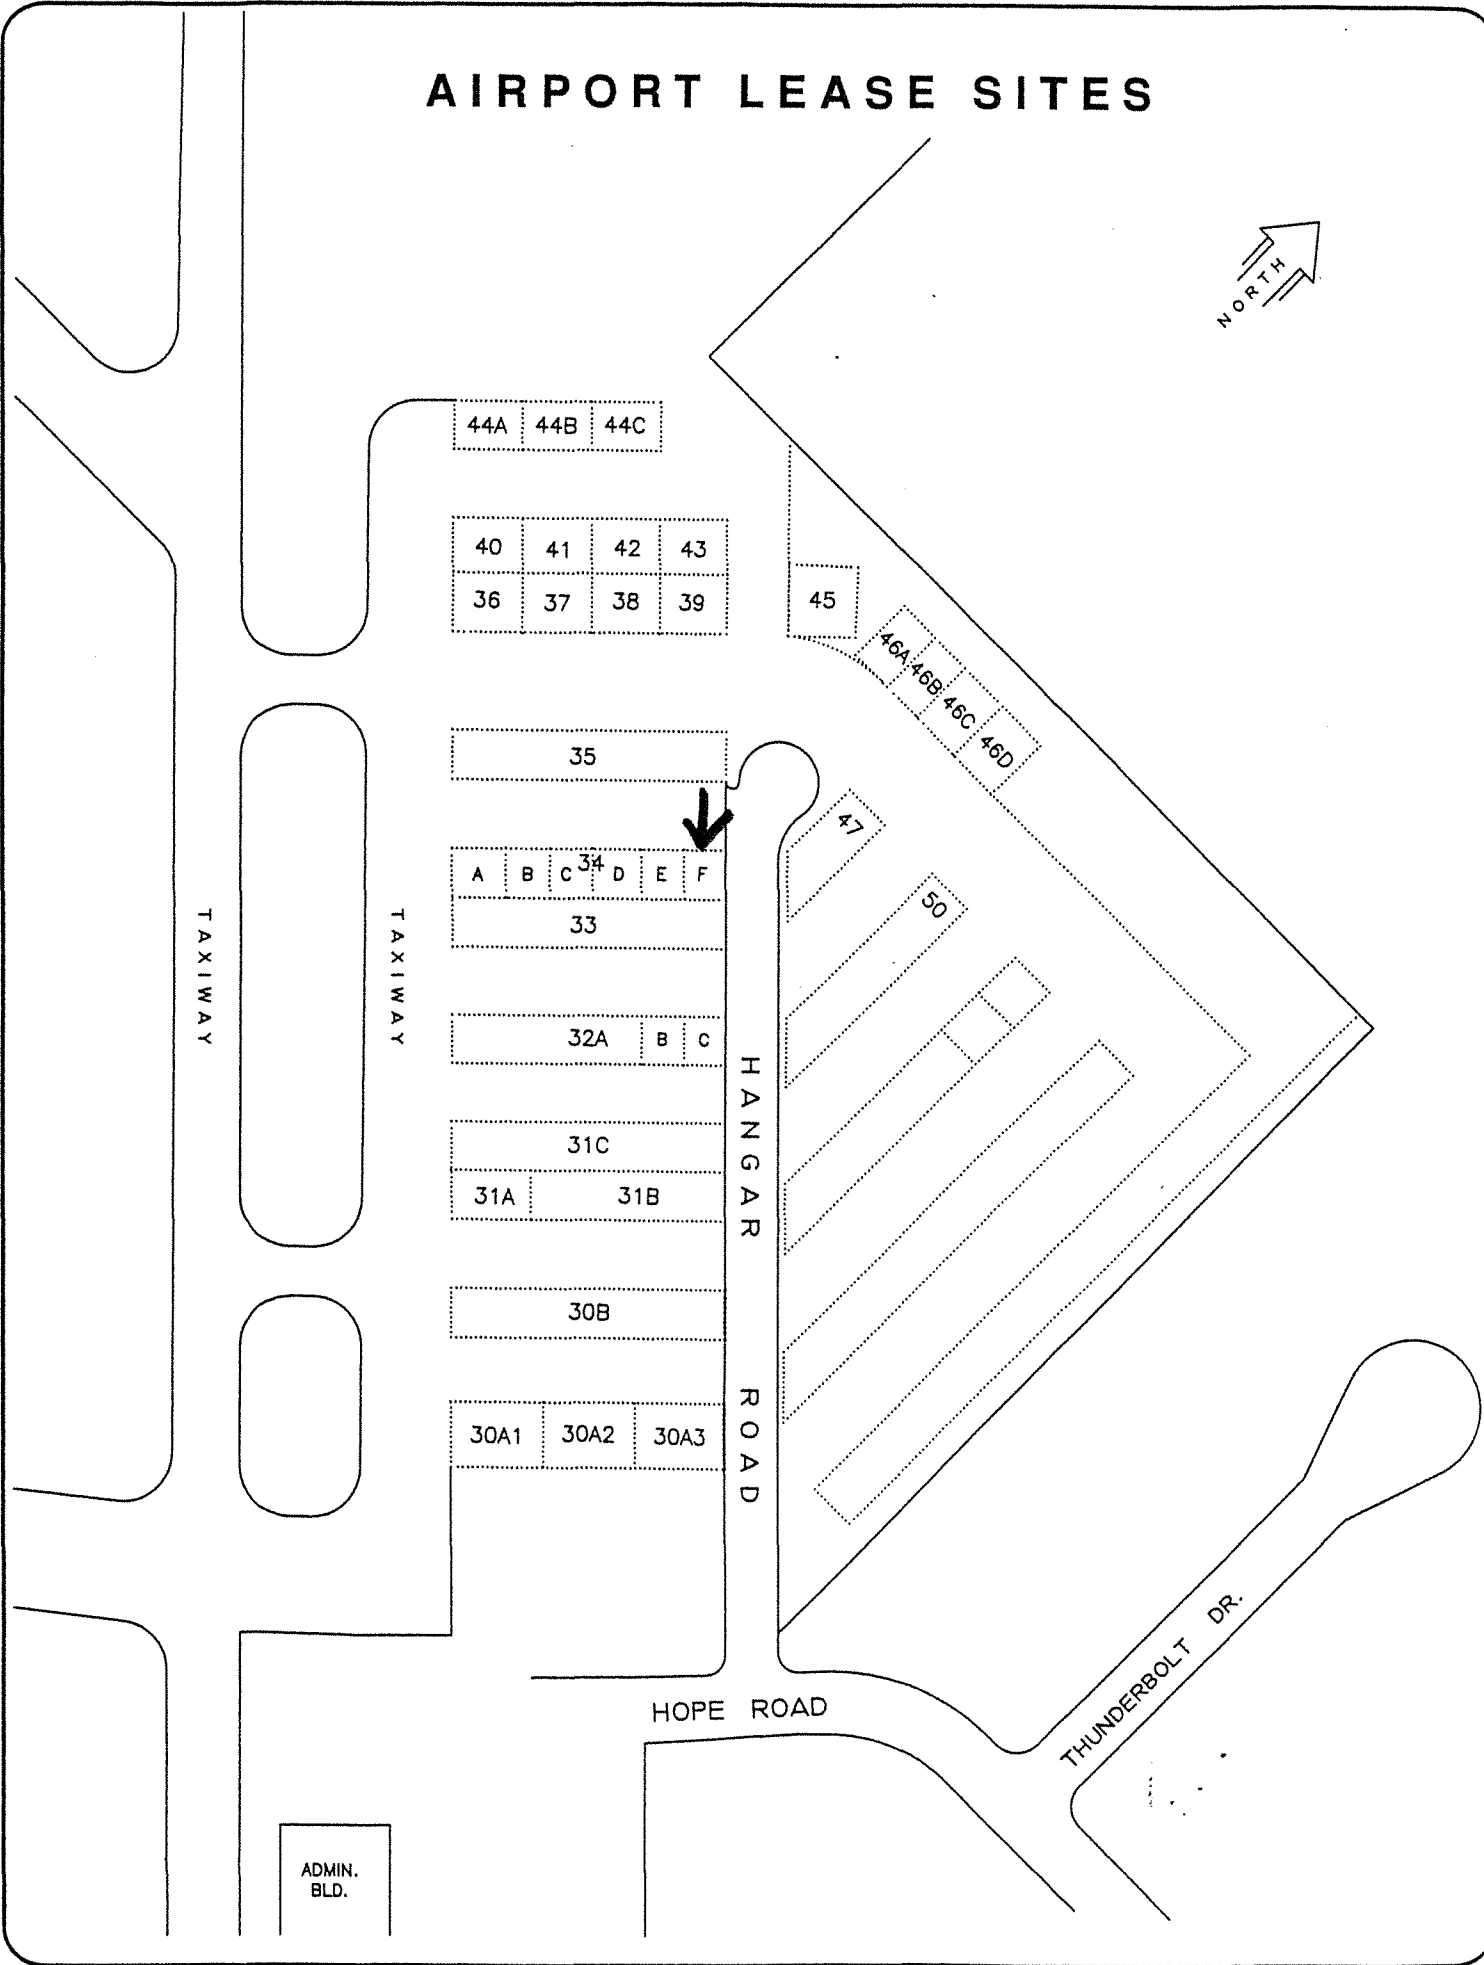 AIRPORT LEASE SITES
NORTH
44A 44B 44C
40 41 42 43
36 37 38 39
45
46A 46B 46C 46D
35
47
34
A B C D E F
33
50
32A B C
31C
31A 31B
30B
30A1 30A2 30A3
TAXIWAY
TAXIWAY
HANGAR ROAD
HOPE ROAD
THUNDERBOLT DR.
ADMIN.
BLD.